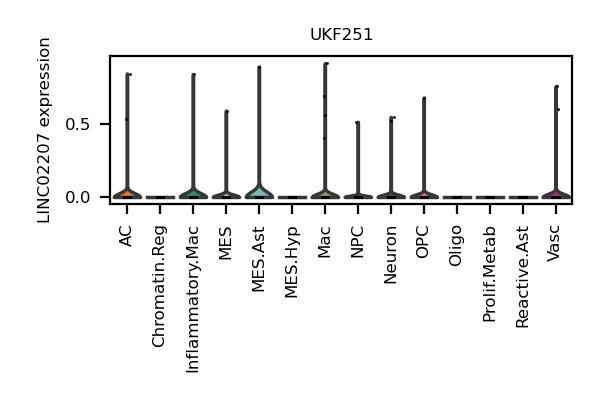 UKF251
LINC02207 expression
0.5
0.0
AC
Chromatin.Reg
Inflammatory.Mac
MES
MES.Ast
MES.Hyp
Mac
NPC
Neuron
OPC
Oligo
Prolif.Metab
Reactive.Ast
Vasc